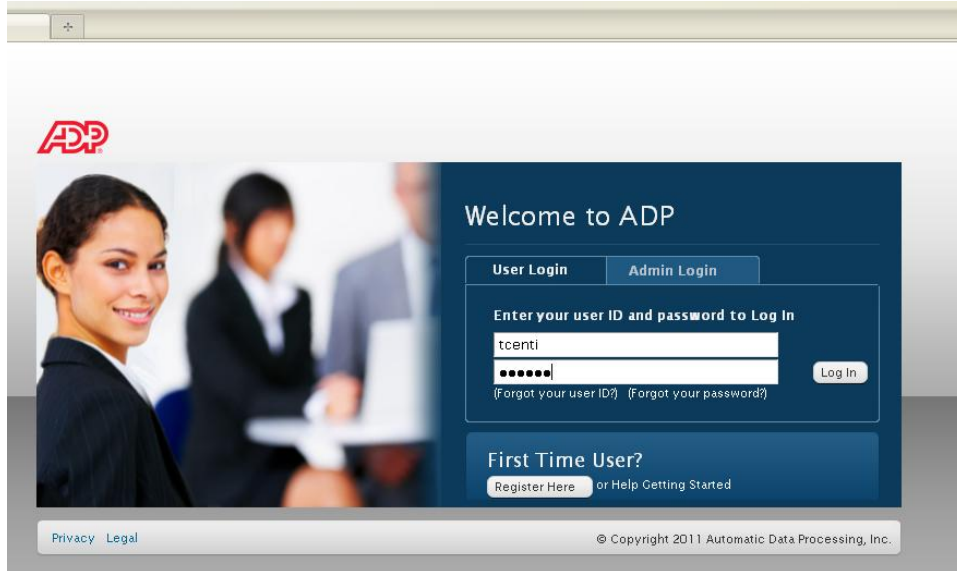 ADP
Welcome to ADP
User Login Admin Login
Enter your user ID and password to Log In
tcenti
●●●●●●
Log In
(Forgot your user ID?) (Forgot your password?)
First Time User?
Register Here or Help Getting Started
Privacy Legal © Copyright 2011 Automatic Data Processing, Inc.